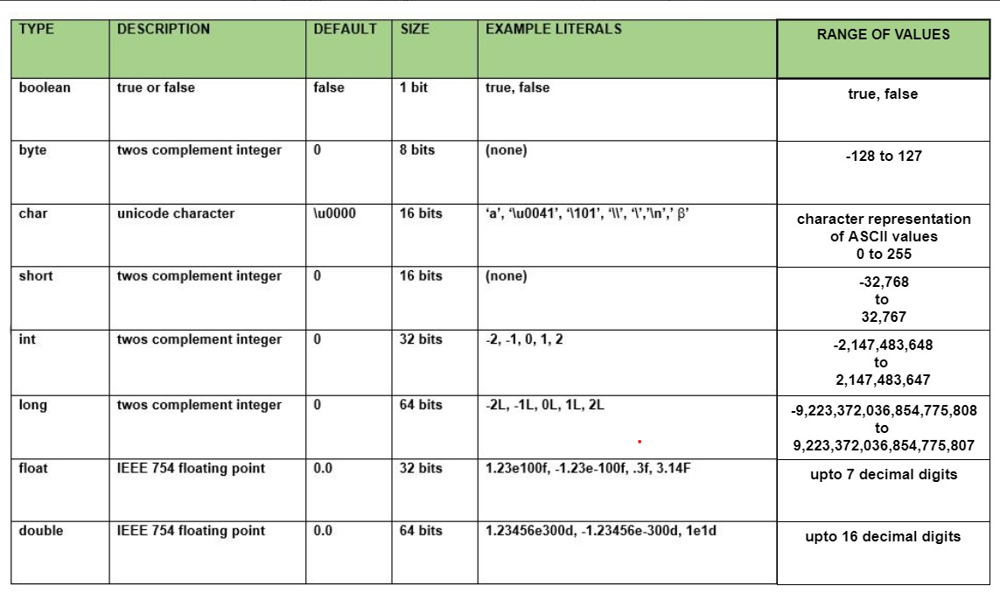 TYPE DESCRIPTION DEFAULT SIZE EXAMPLE LITERALS RANGE OF VALUES
boolean true or false false 1 bit true, false true, false
byte twos complement integer 0 8 bits (none) -128 to 127
char unicode character \u0000 16 bits ‘a’, ‘\u0041’, ‘\101’, ‘\\’, ‘\’,’\n’,’ β’ character representation
of ASCII values
0 to 255
short twos complement integer 0 16 bits (none) -32,768
to
32,767
int twos complement integer 0 32 bits -2, -1, 0, 1, 2 -2,147,483,648
to
2,147,483,647
long twos complement integer 0 64 bits -2L, -1L, 0L, 1L, 2L -9,223,372,036,854,775,808
to
9,223,372,036,854,775,807
float IEEE 754 floating point 0.0 32 bits 1.23e100f, -1.23e-100f, .3f, 3.14F upto 7 decimal digits
double IEEE 754 floating point 0.0 64 bits 1.23456e300d, -1.23456e-300d, 1e1d upto 16 decimal digits